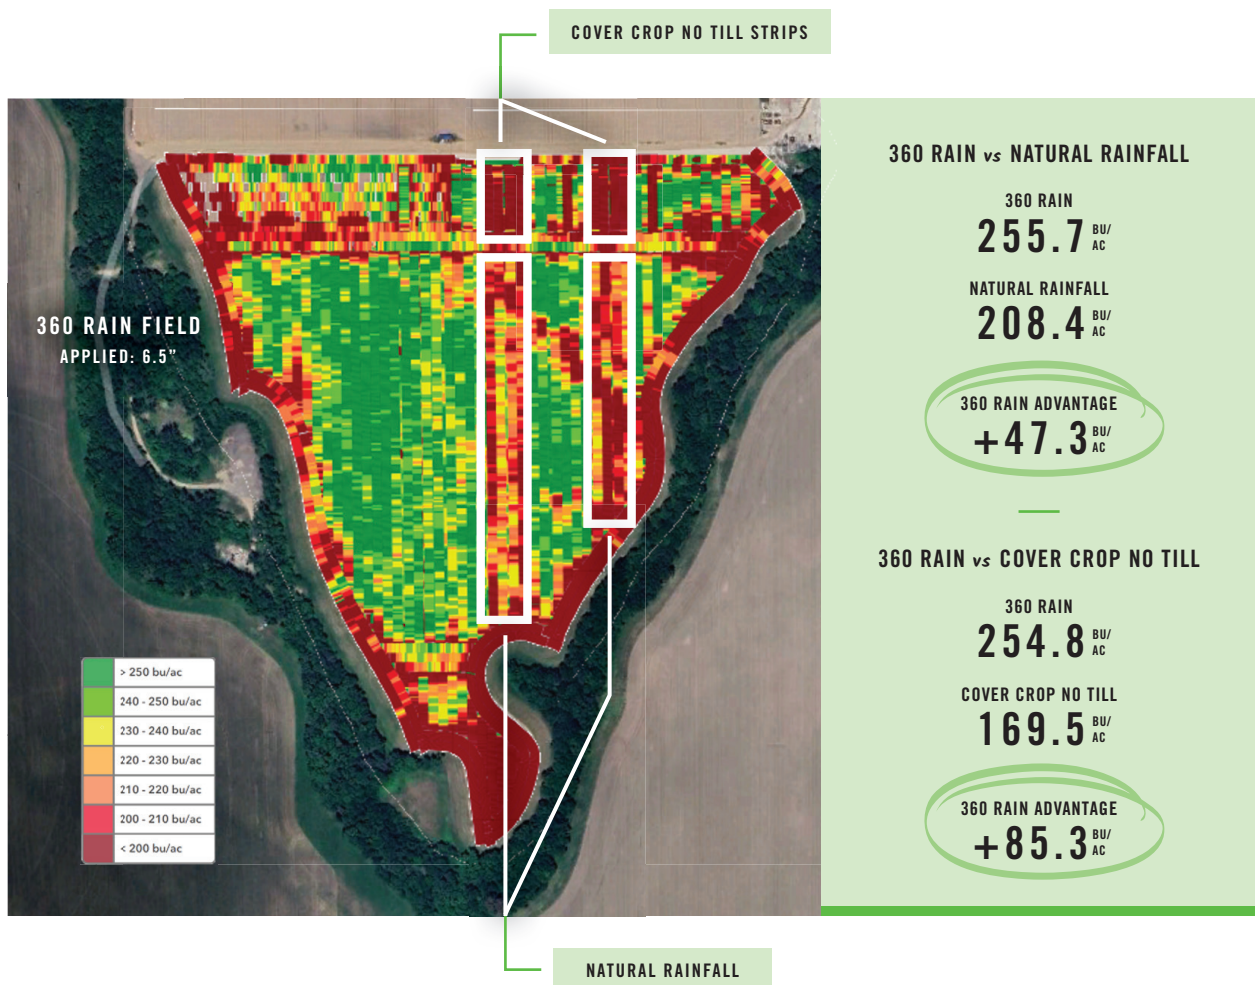 COVER CROP NO TILL STRIPS
360 RAIN FIELD
APPLIED: 6.5”
> 250 bu/ac
240 - 250 bu/ac
230 - 240 bu/ac
220 - 230 bu/ac
210 - 220 bu/ac
200 - 210 bu/ac
< 200 bu/ac
NATURAL RAINFALL
360 RAIN vs NATURAL RAINFALL
360 RAIN
255.7 BU/
AC
NATURAL RAINFALL
208.4 BU/
AC
360 RAIN ADVANTAGE
+47.3 BU/
AC
360 RAIN vs COVER CROP NO TILL
360 RAIN
254.8 BU/
AC
COVER CROP NO TILL
169.5 BU/
AC
360 RAIN ADVANTAGE
+85.3 BU/
AC